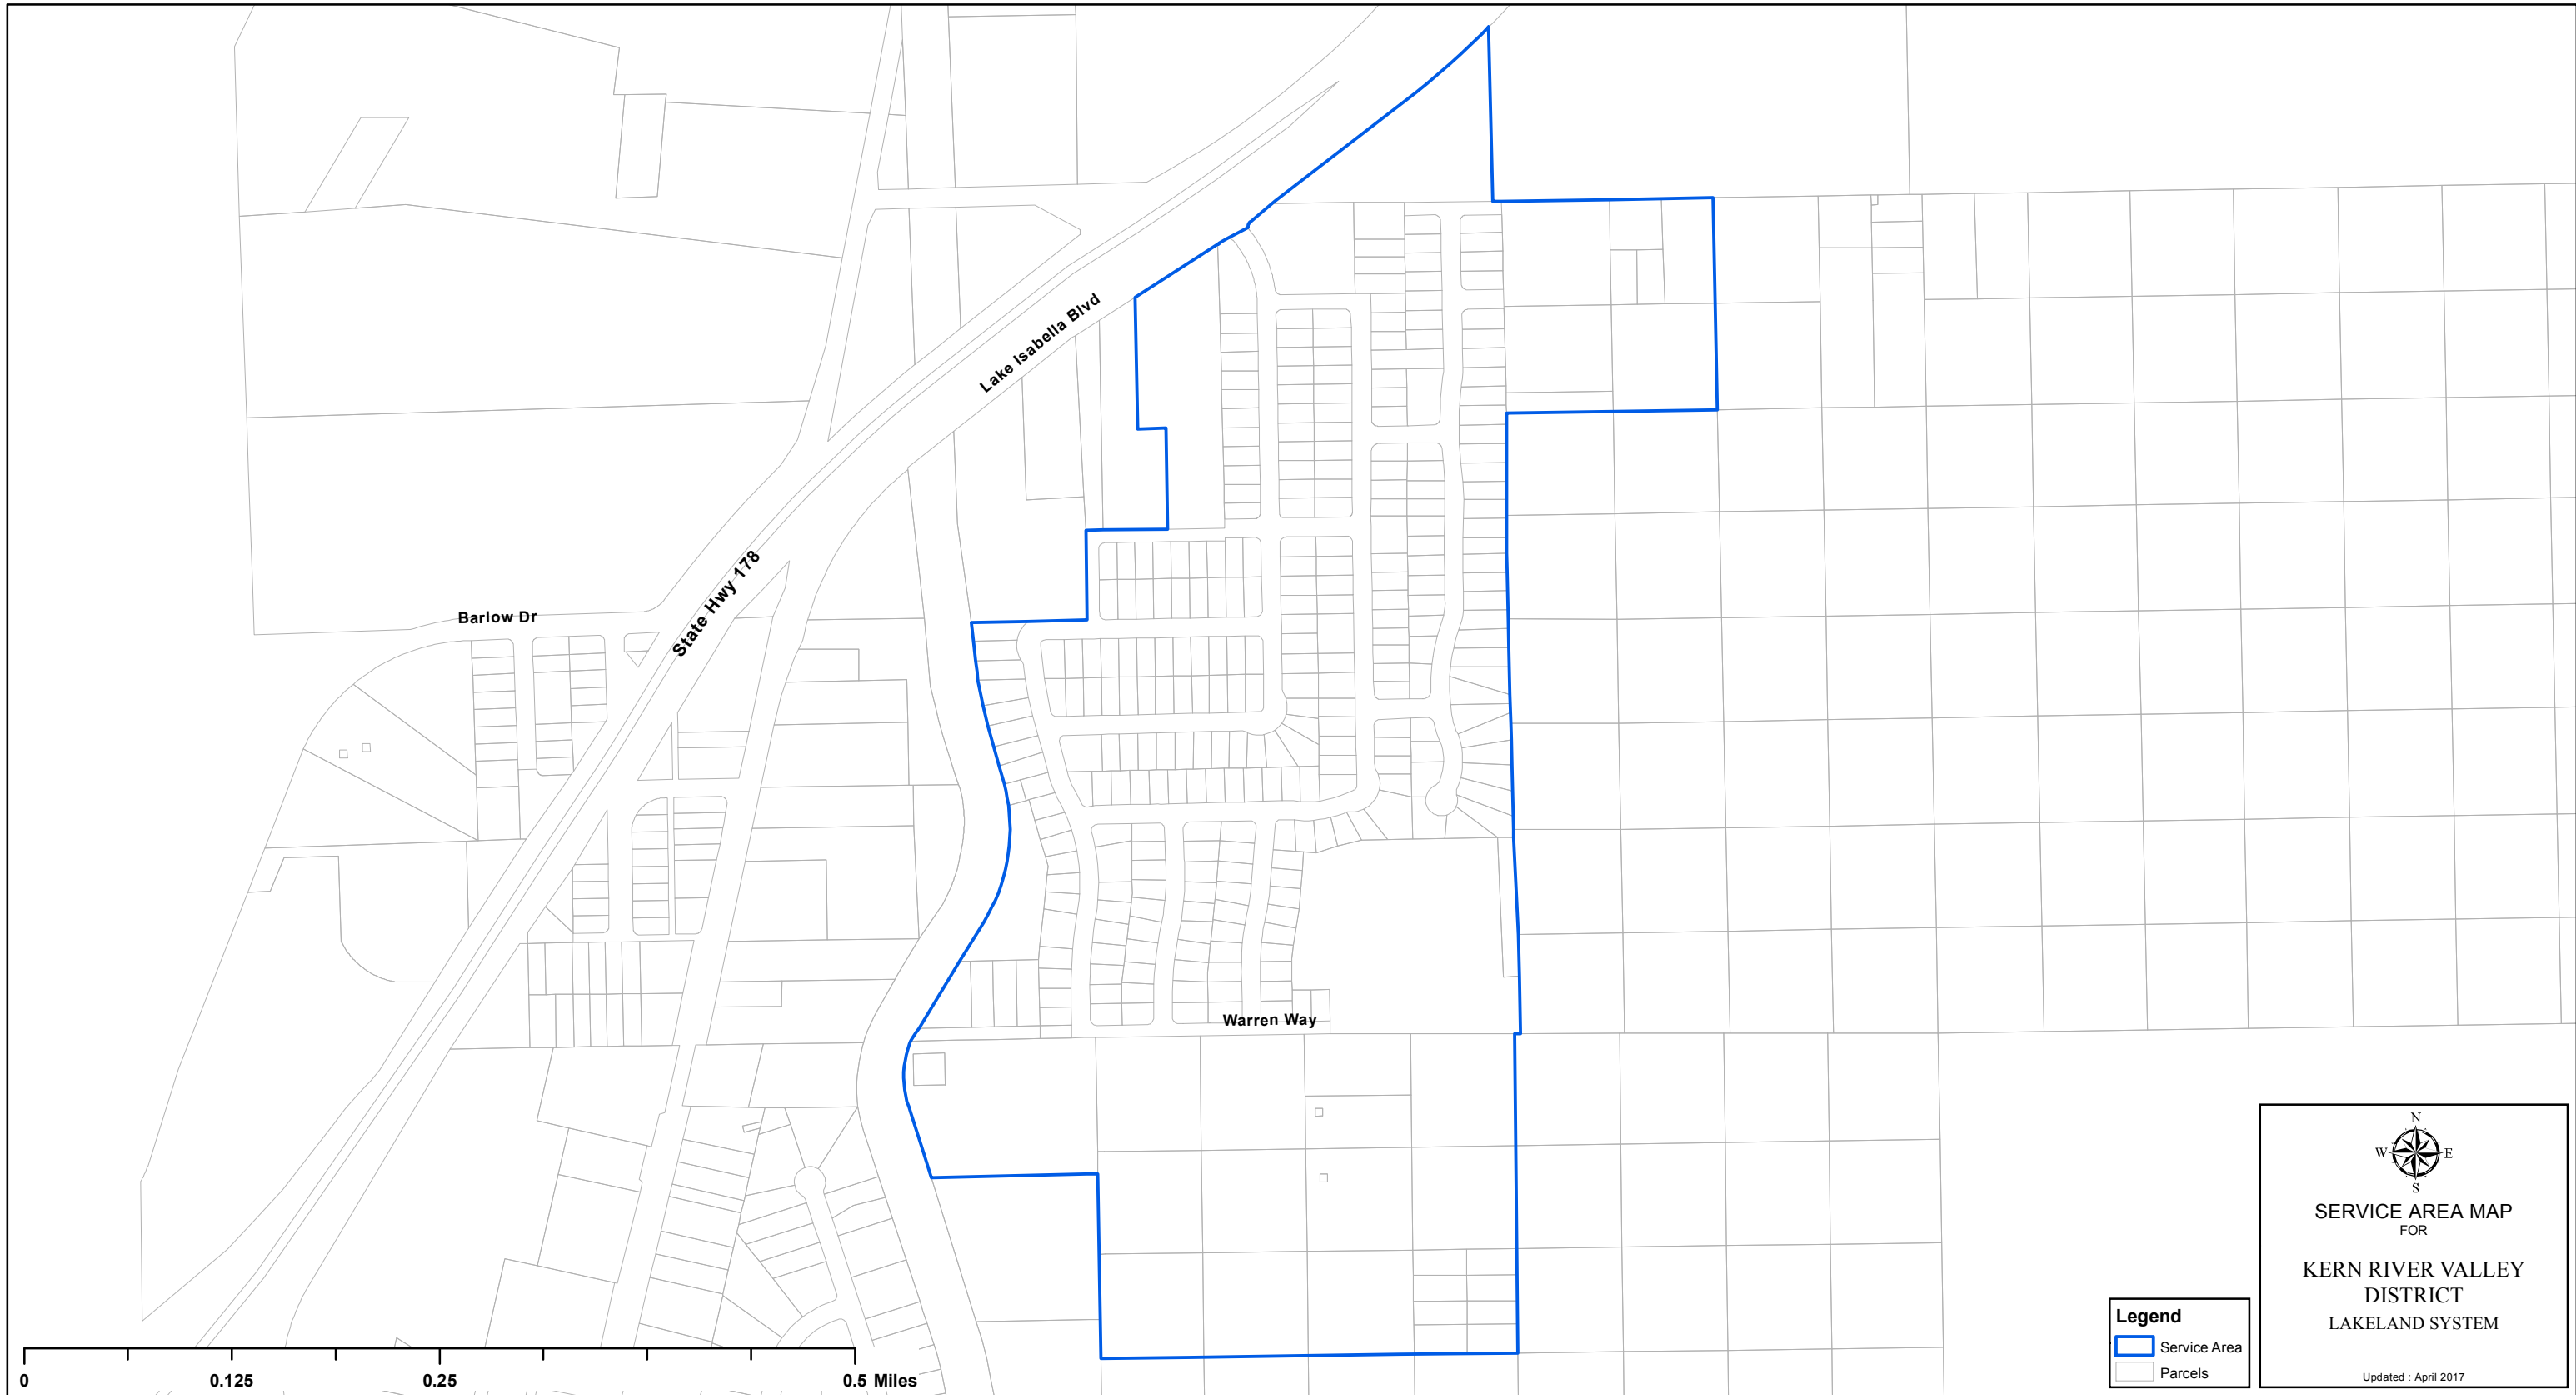 Lake Isabella Blvd
State Hwy 178
Barlow Dr
Warren Way
N
W E
S
SERVICE AREA MAP
FOR
KERN RIVER VALLEY
DISTRICT
LAKELAND SYSTEM
Updated : April 2017
Legend
Service Area
Parcels
0 0.125 0.25 0.5 Miles